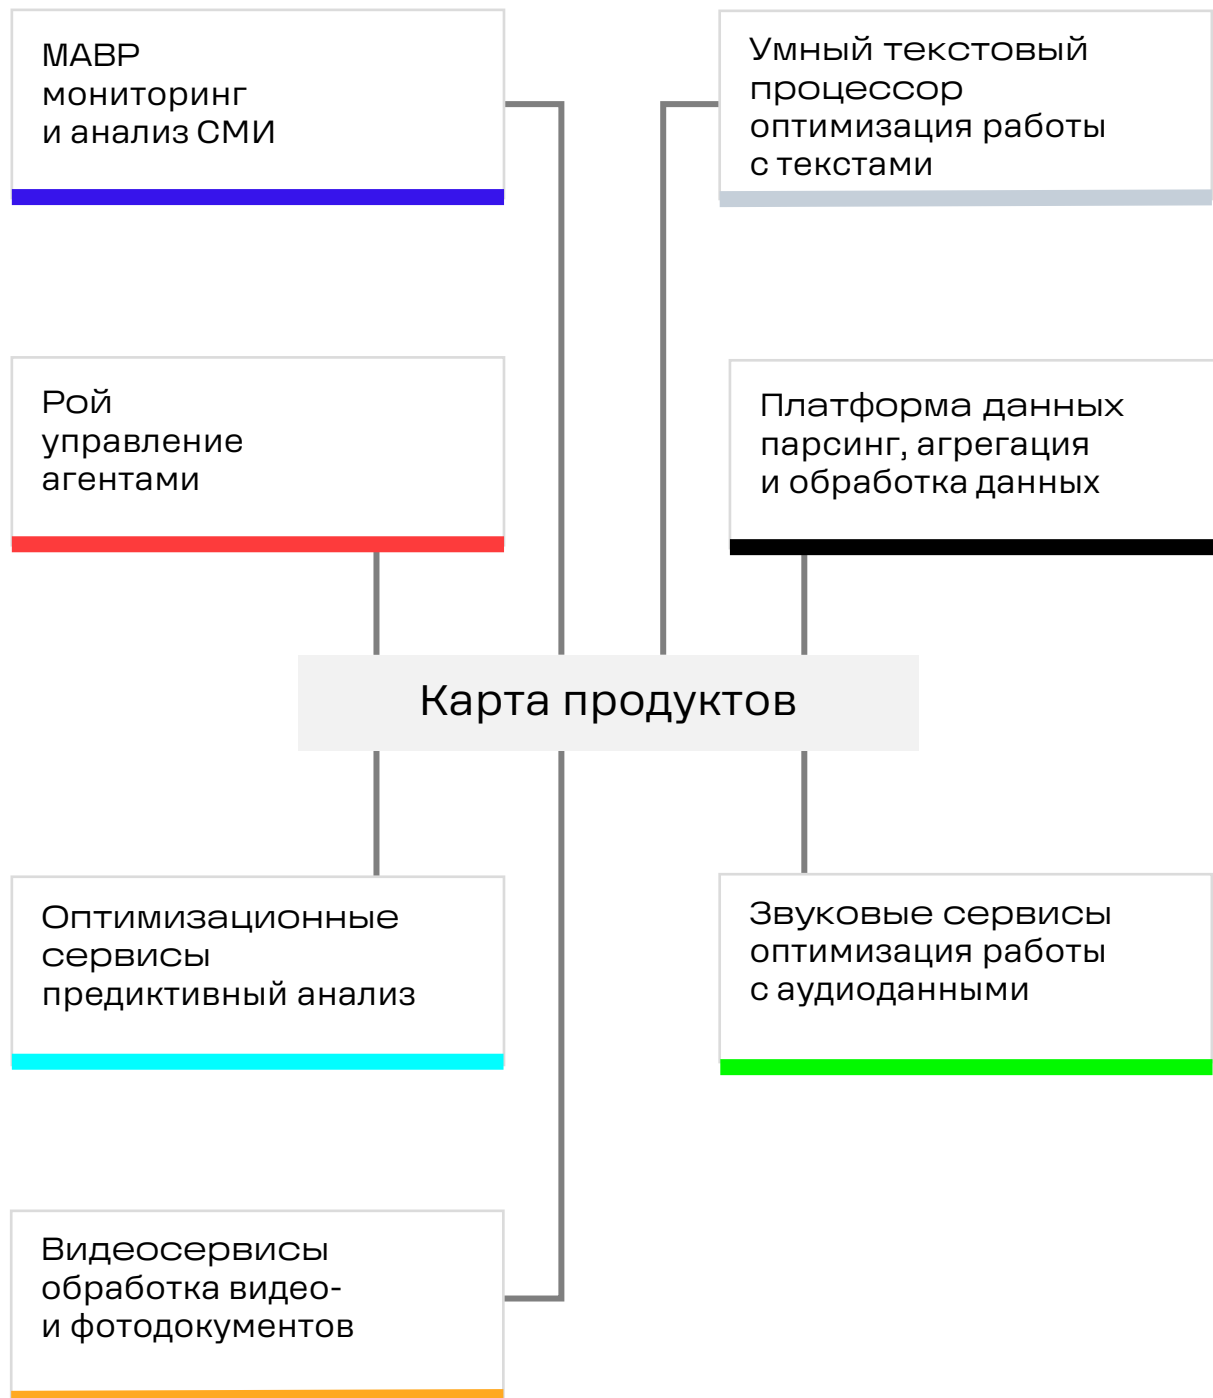 МАВР
мониторинг
и анализ СМИ
Умный текстовый
процессор
оптимизация работы
с текстами
Рой
управление
агентами
Платформа данных
парсинг, агрегация
и обработка данных
Карта продуктов
Оптимизационные
сервисы
предиктивный анализ
Звуковые сервисы
оптимизация работы
с аудиоданными
Видеосервисы
обработка видео-
и фотодокументов